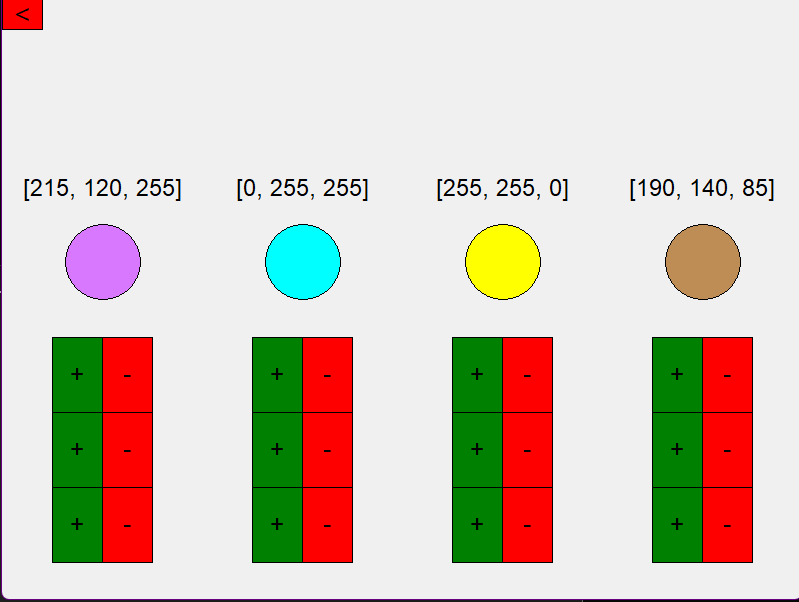 <
[215, 120, 255] [0, 255, 255] [255, 255, 0] [190, 140, 85]
+ - + - + - + -
+ - + - + - + -
+ - + - + - + -